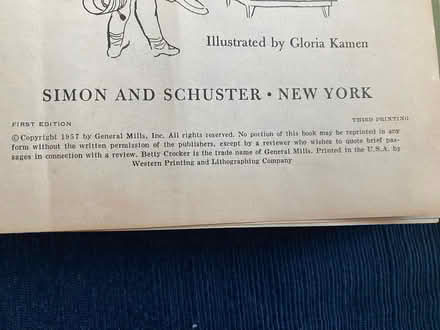 Illustrated by Gloria Kamen
SIMON AND SCHUSTER • NEW YORK
FIRST EDITION THIRD PRINTING
©Copyright 1957 by General Mills, Inc. All rights reserved. No portion of this book may be reprinted in any
form without the written permission of the publishers, except by a reviewer who wishes to quote brief pas-
sages in connection with a review. Betty Crocker is the trade name of General Mills. Printed in the U.S.A. by
Western Printing and Lithographing Company